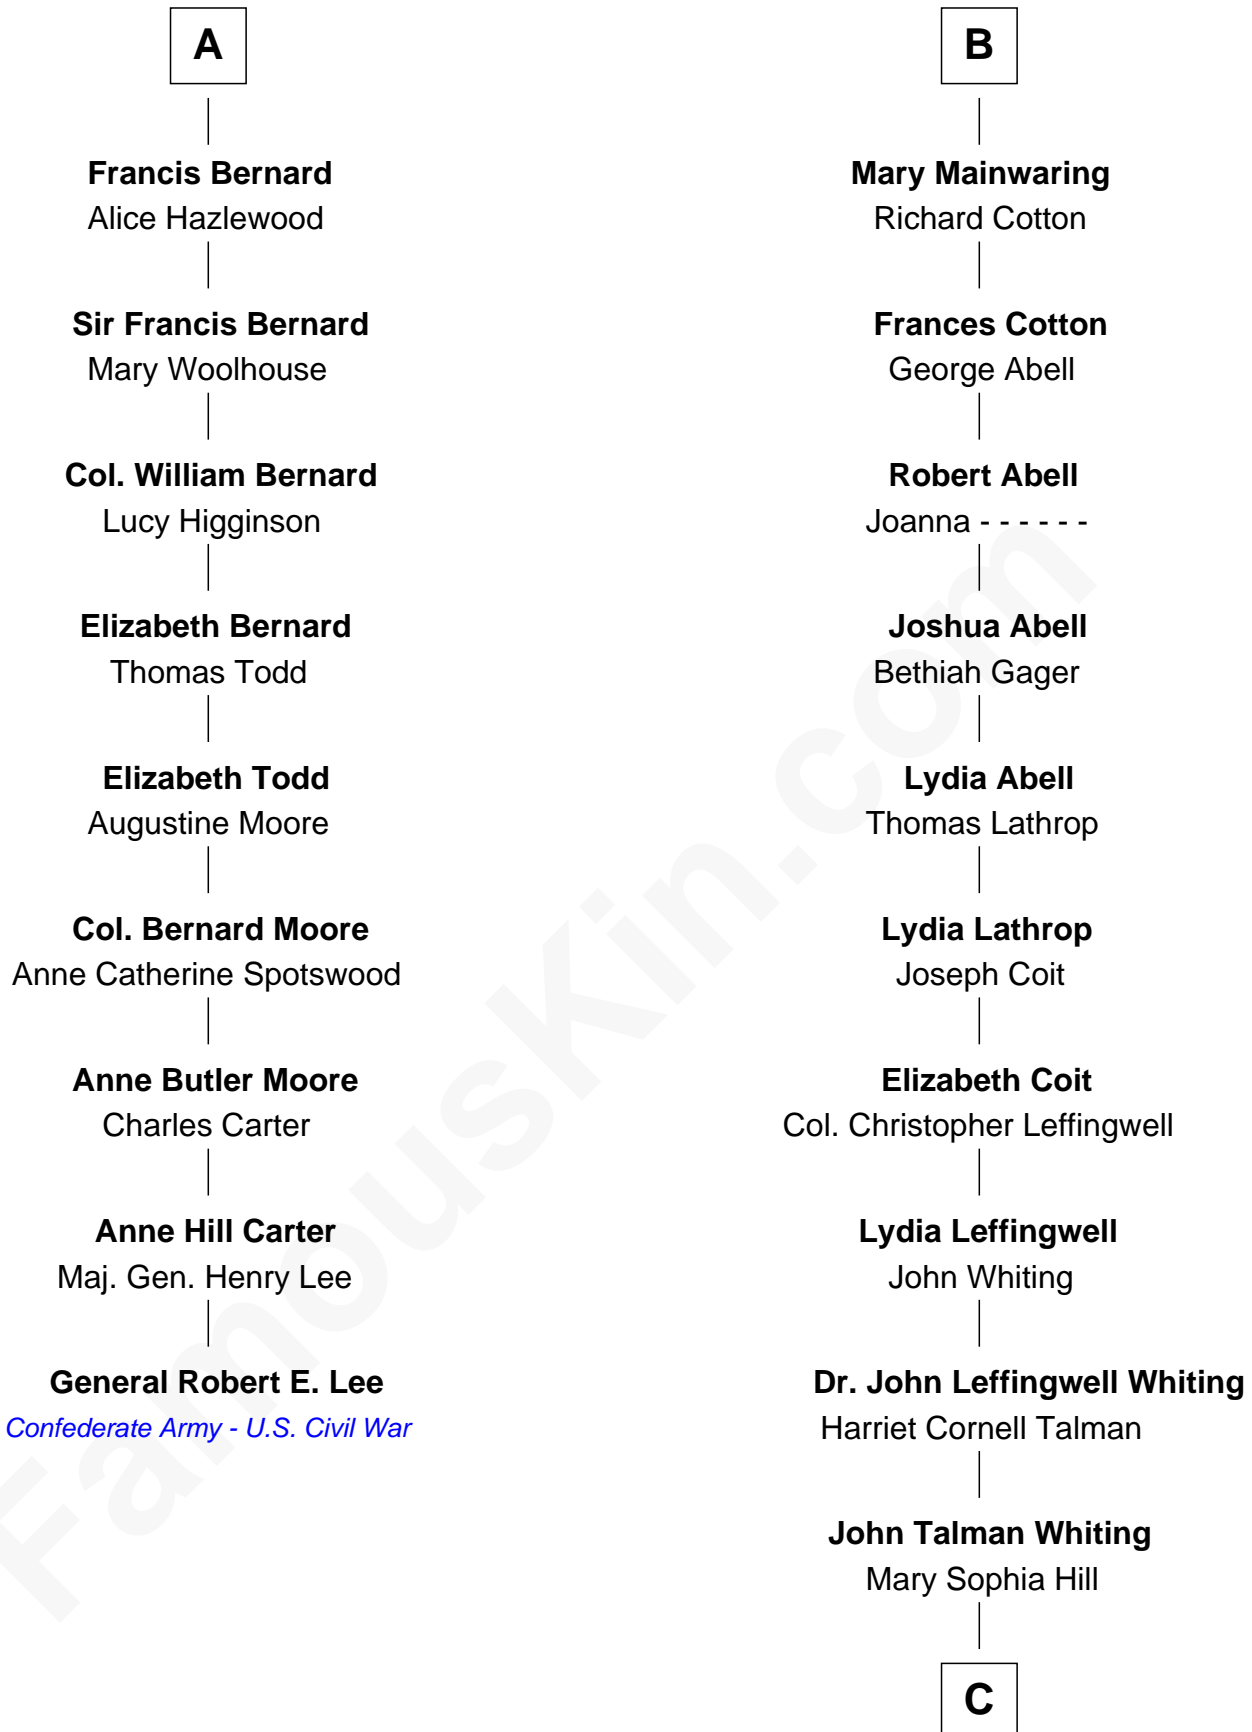 A
Francis Bernard
Alice Hazlewood
Sir Francis Bernard
Mary Woolhouse
Col. William Bernard
Lucy Higginson
Elizabeth Bernard
Thomas Todd
Elizabeth Todd
Augustine Moore
Col. Bernard Moore
Anne Catherine Spotswood
Anne Butler Moore
Charles Carter
Anne Hill Carter
Maj. Gen. Henry Lee
General Robert E. Lee
Confederate Army - U.S. Civil War
B
Mary Mainwaring
Richard Cotton
Frances Cotton
George Abell
Robert Abell
Joanna - - - - - -
Joshua Abell
Bethiah Gager
Lydia Abell
Thomas Lathrop
Lydia Lathrop
Joseph Coit
Elizabeth Coit
Col. Christopher Leffingwell
Lydia Leffingwell
John Whiting
Dr. John Leffingwell Whiting
Harriet Cornell Talman
John Talman Whiting
Mary Sophia Hill
C
FamousKin.com